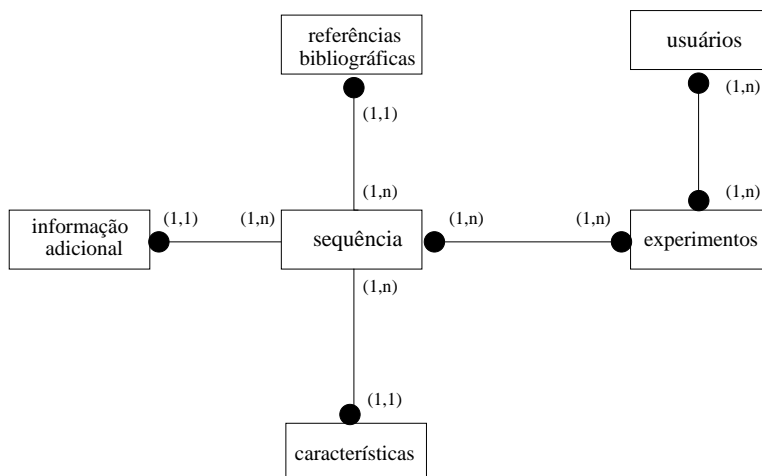 referências
bibliográficas
usuários
(1,n)
(1,1)
(1,n)
(1,n)
informação
adicional
(1,1)
(1,n)
sequência
(1,n)
(1,n)
experimentos
(1,n)
(1,1)
características